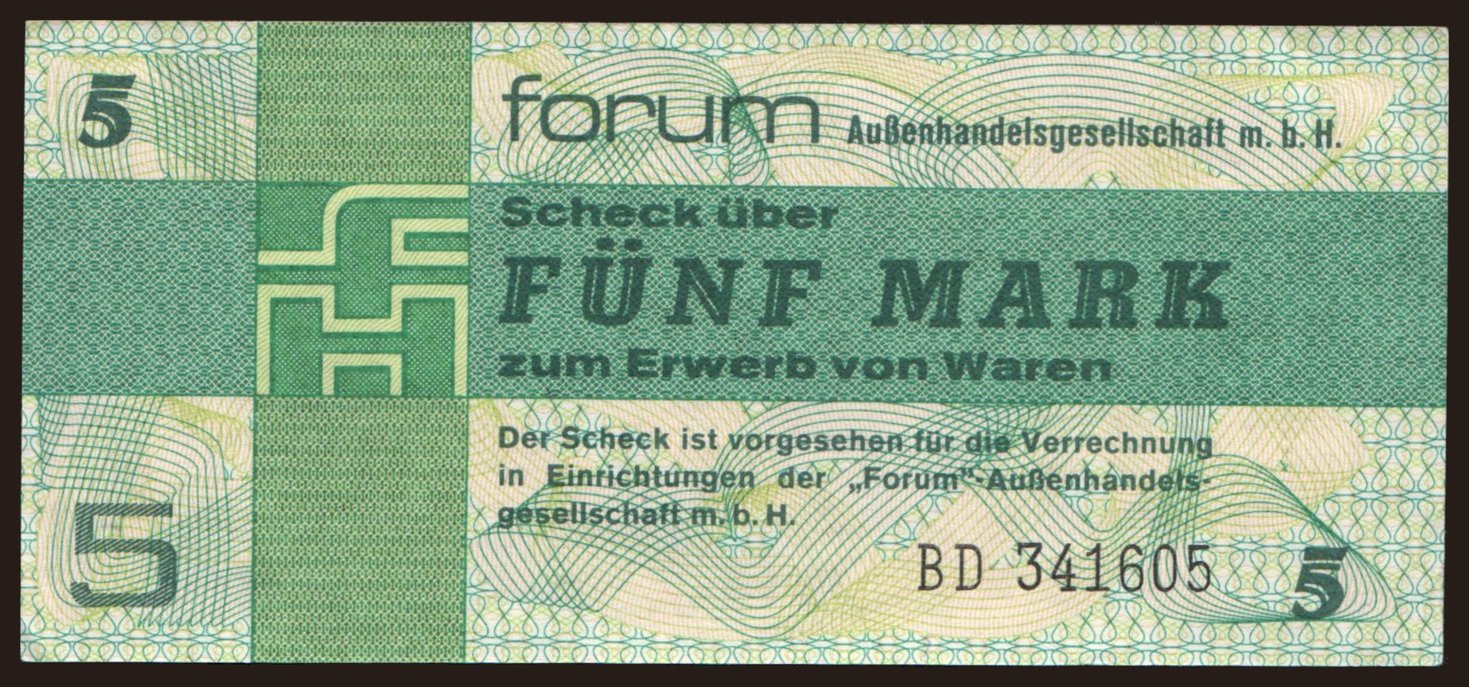 5
forum Außenhandelsgesellschaft m. b. H.
Scheck über
FÜNF MARK
zum Erwerb von Waren
Der Scheck ist vorgesehen für die Verrechnung
in Einrichtungen der „Forum"-Außenhandels-
gesellschaft m. b. H.
5
BD 341605
5